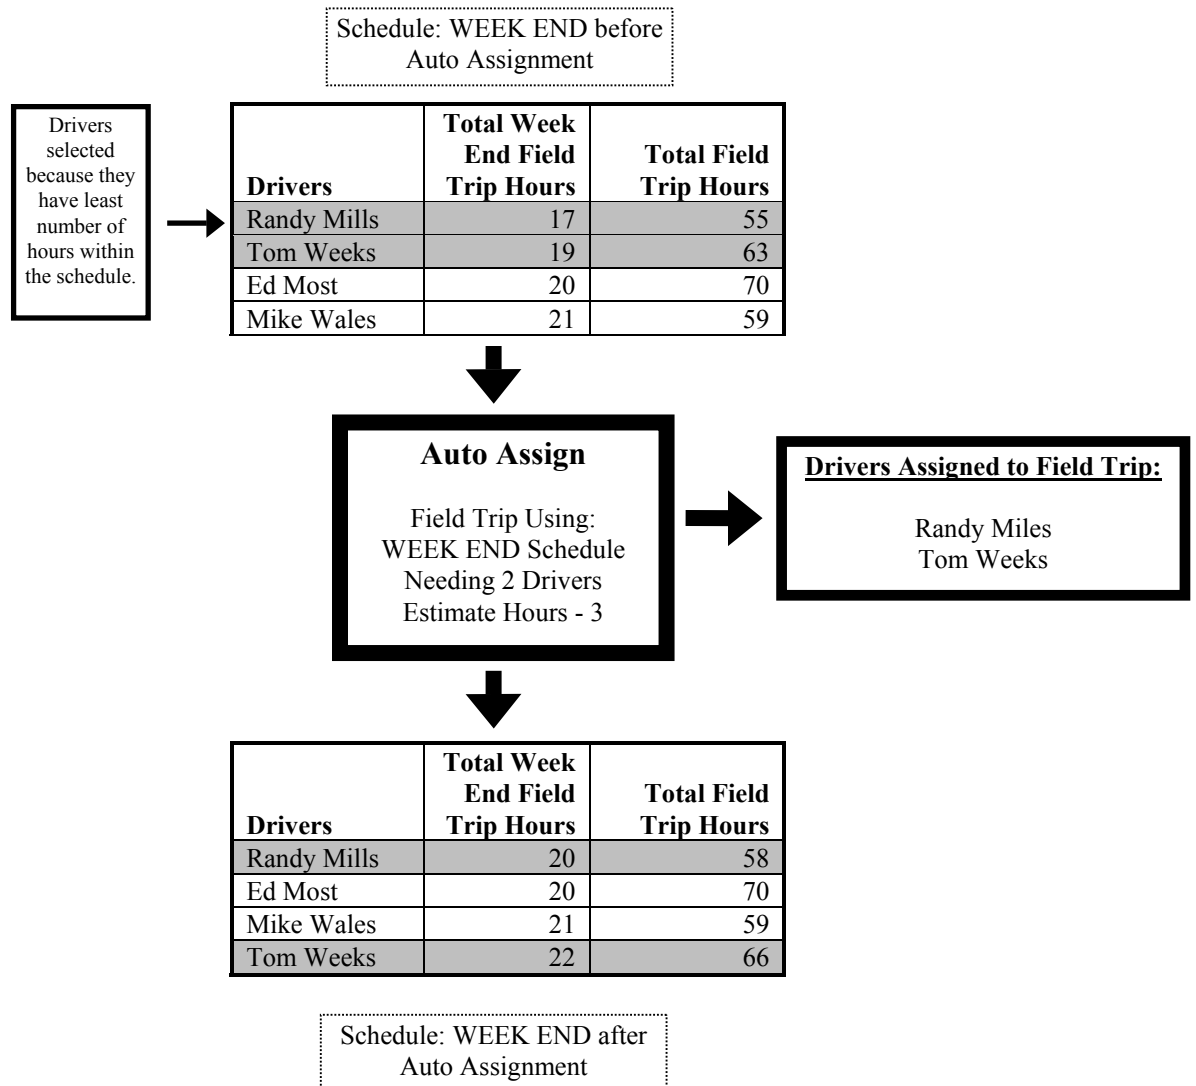 Schedule: WEEK END before
Auto Assignment
Drivers
selected
because they
have least
number of
hours within
the schedule.
Total Week
End Field
Total Field
Drivers Trip Hours Trip Hours
Randy Mills 17 55
Tom Weeks 19 63
Ed Most 20 70
Mike Wales 21 59
Auto Assign
Field Trip Using:
WEEK END Schedule
Needing 2 Drivers
Estimate Hours - 3
Drivers Assigned to Field Trip:
Randy Miles
Tom Weeks
Total Week
End Field
Total Field
Drivers Trip Hours Trip Hours
Randy Mills 20 58
Ed Most 20 70
Mike Wales 21 59
Tom Weeks 22 66
Schedule: WEEK END after
Auto Assignment